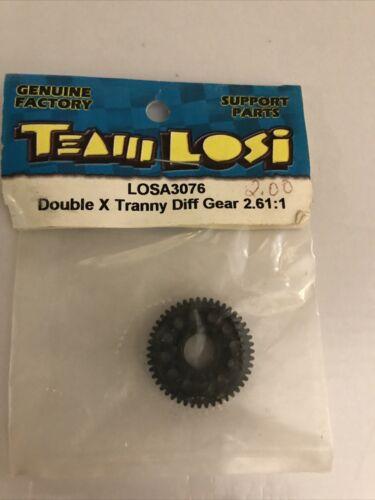 GENUINE FACTORY
SUPPORT PARTS
TEAM LOSI
LOSA3076
2.00
Double X Tranny Diff Gear 2.61:1